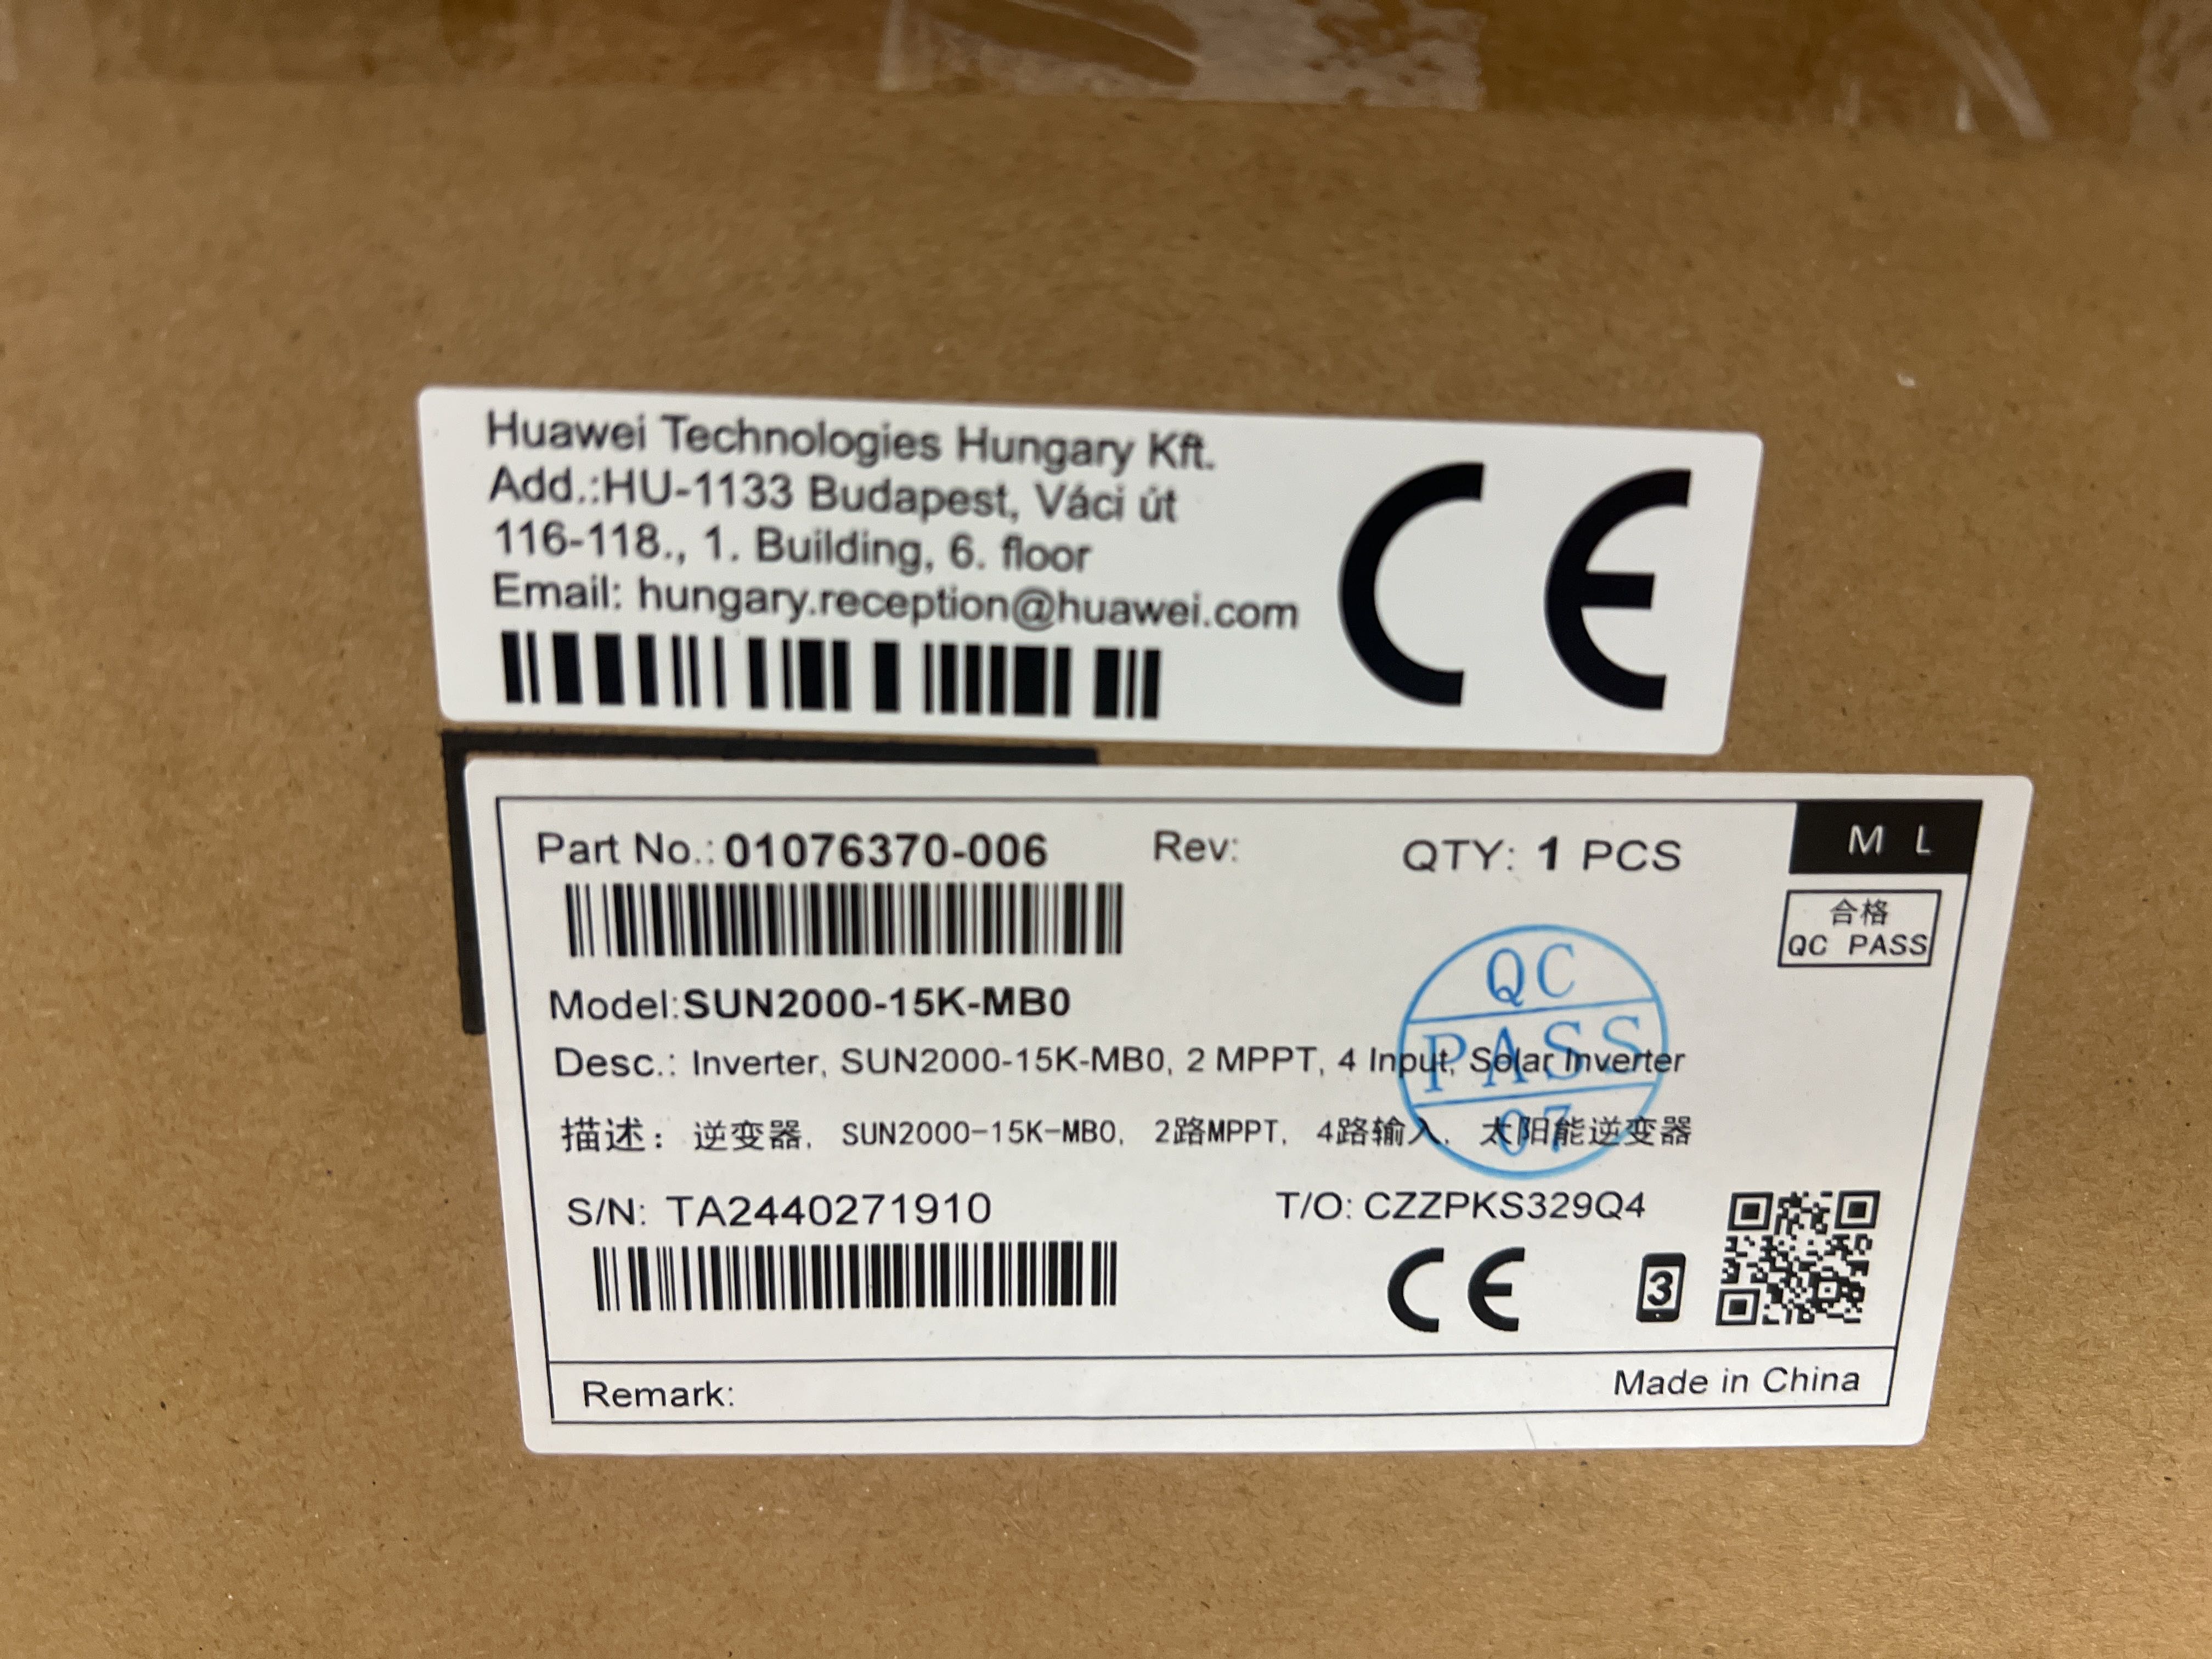 Huawei Technologies Hungary Kft.
Add.:HU-1133 Budapest, Váci út
116-118., 1. Building, 6. floor
Email: hungary.reception@huawei.com
CE
Part No.: 01076370-006 Rev: QTY: 1 PCS
M L
合格
QC PASS
Model:SUN2000-15K-MB0
QC
PASS
07
Desc.: Inverter, SUN2000-15K-MB0, 2 MPPT, 4 Input, Solar Inverter
描述：逆变器, SUN2000-15K-MB0, 2路MPPT, 4路输入, 太阳能逆变器
S/N: TA2440271910 T/O: CZZPKS329Q4
CE 3
Remark: Made in China